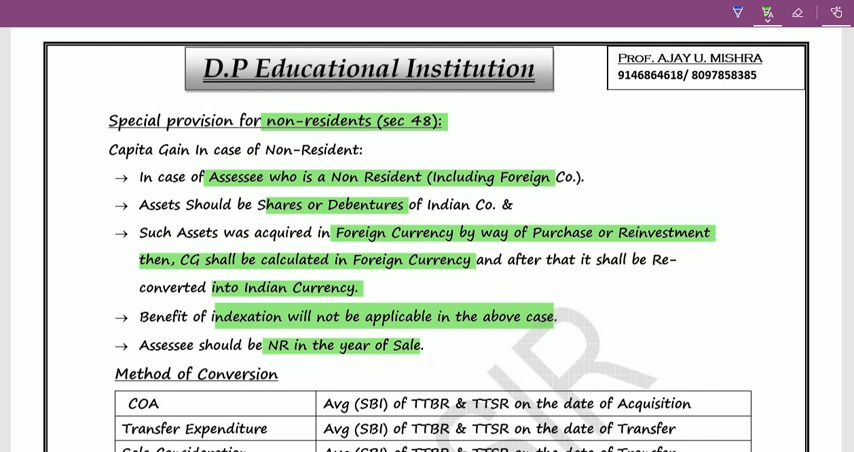 D.P Educational Institution
PROF. AJAY U. MISHRA
9146864618/ 8097858385
Special provision for non-residents (sec 48):
Capita Gain In case of Non-Resident:
→ In case of Assessee who is a Non Resident (Including Foreign Co.).
→ Assets Should be Shares or Debentures of Indian Co. &
→ Such Assets was acquired in Foreign Currency by way of Purchase or Reinvestment
then, CG shall be calculated in Foreign Currency and after that it shall be Re-
converted into Indian Currency.
→ Benefit of indexation will not be applicable in the above case.
→ Assessee should be NR in the year of Sale.
Method of Conversion
COA Avg (SBI) of TTBR & TTSR on the date of Acquisition
Transfer Expenditure Avg (SBI) of TTBR & TTSR on the date of Transfer
SIR